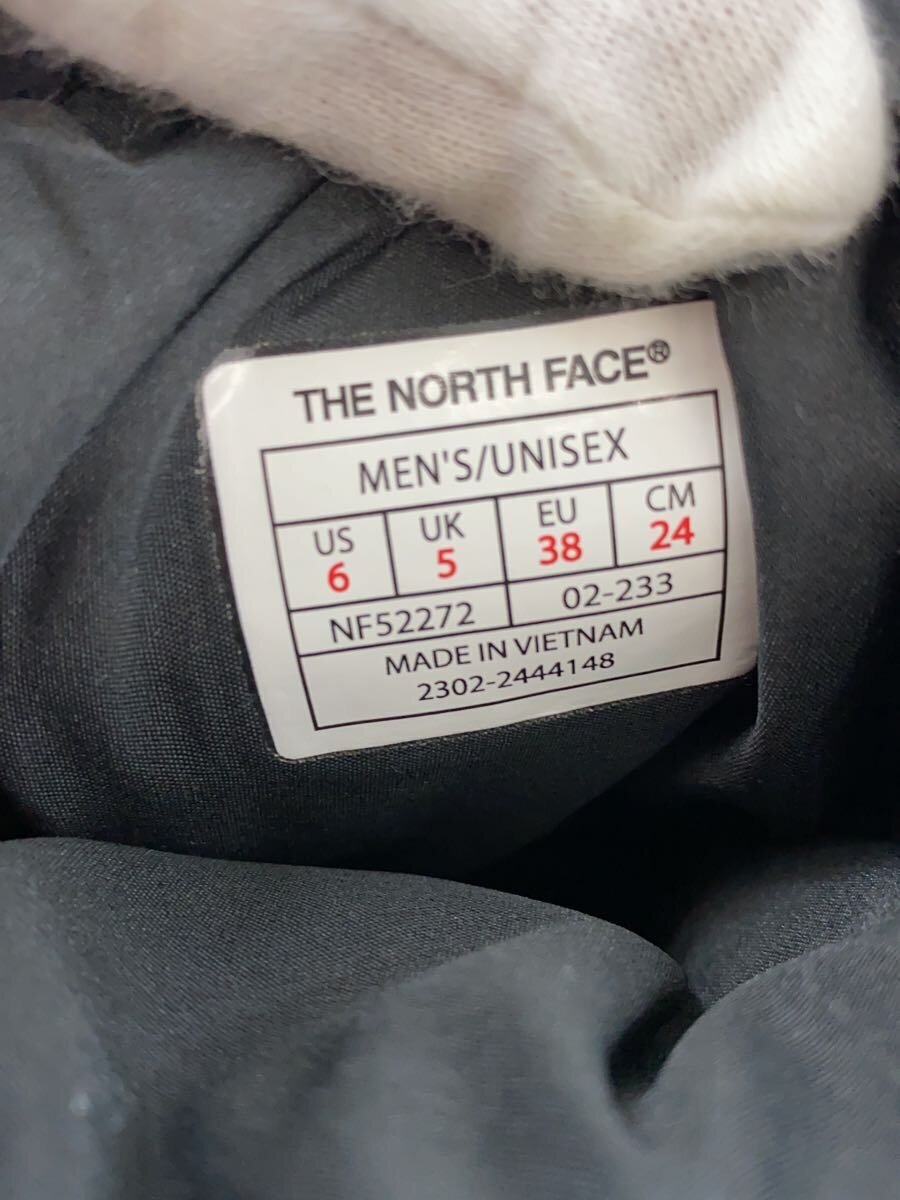 THE NORTH FACE®
MEN'S/UNISEX
US UK EU CM
6 5 38 24
NF52272 02-233
MADE IN VIETNAM
2302-2444148